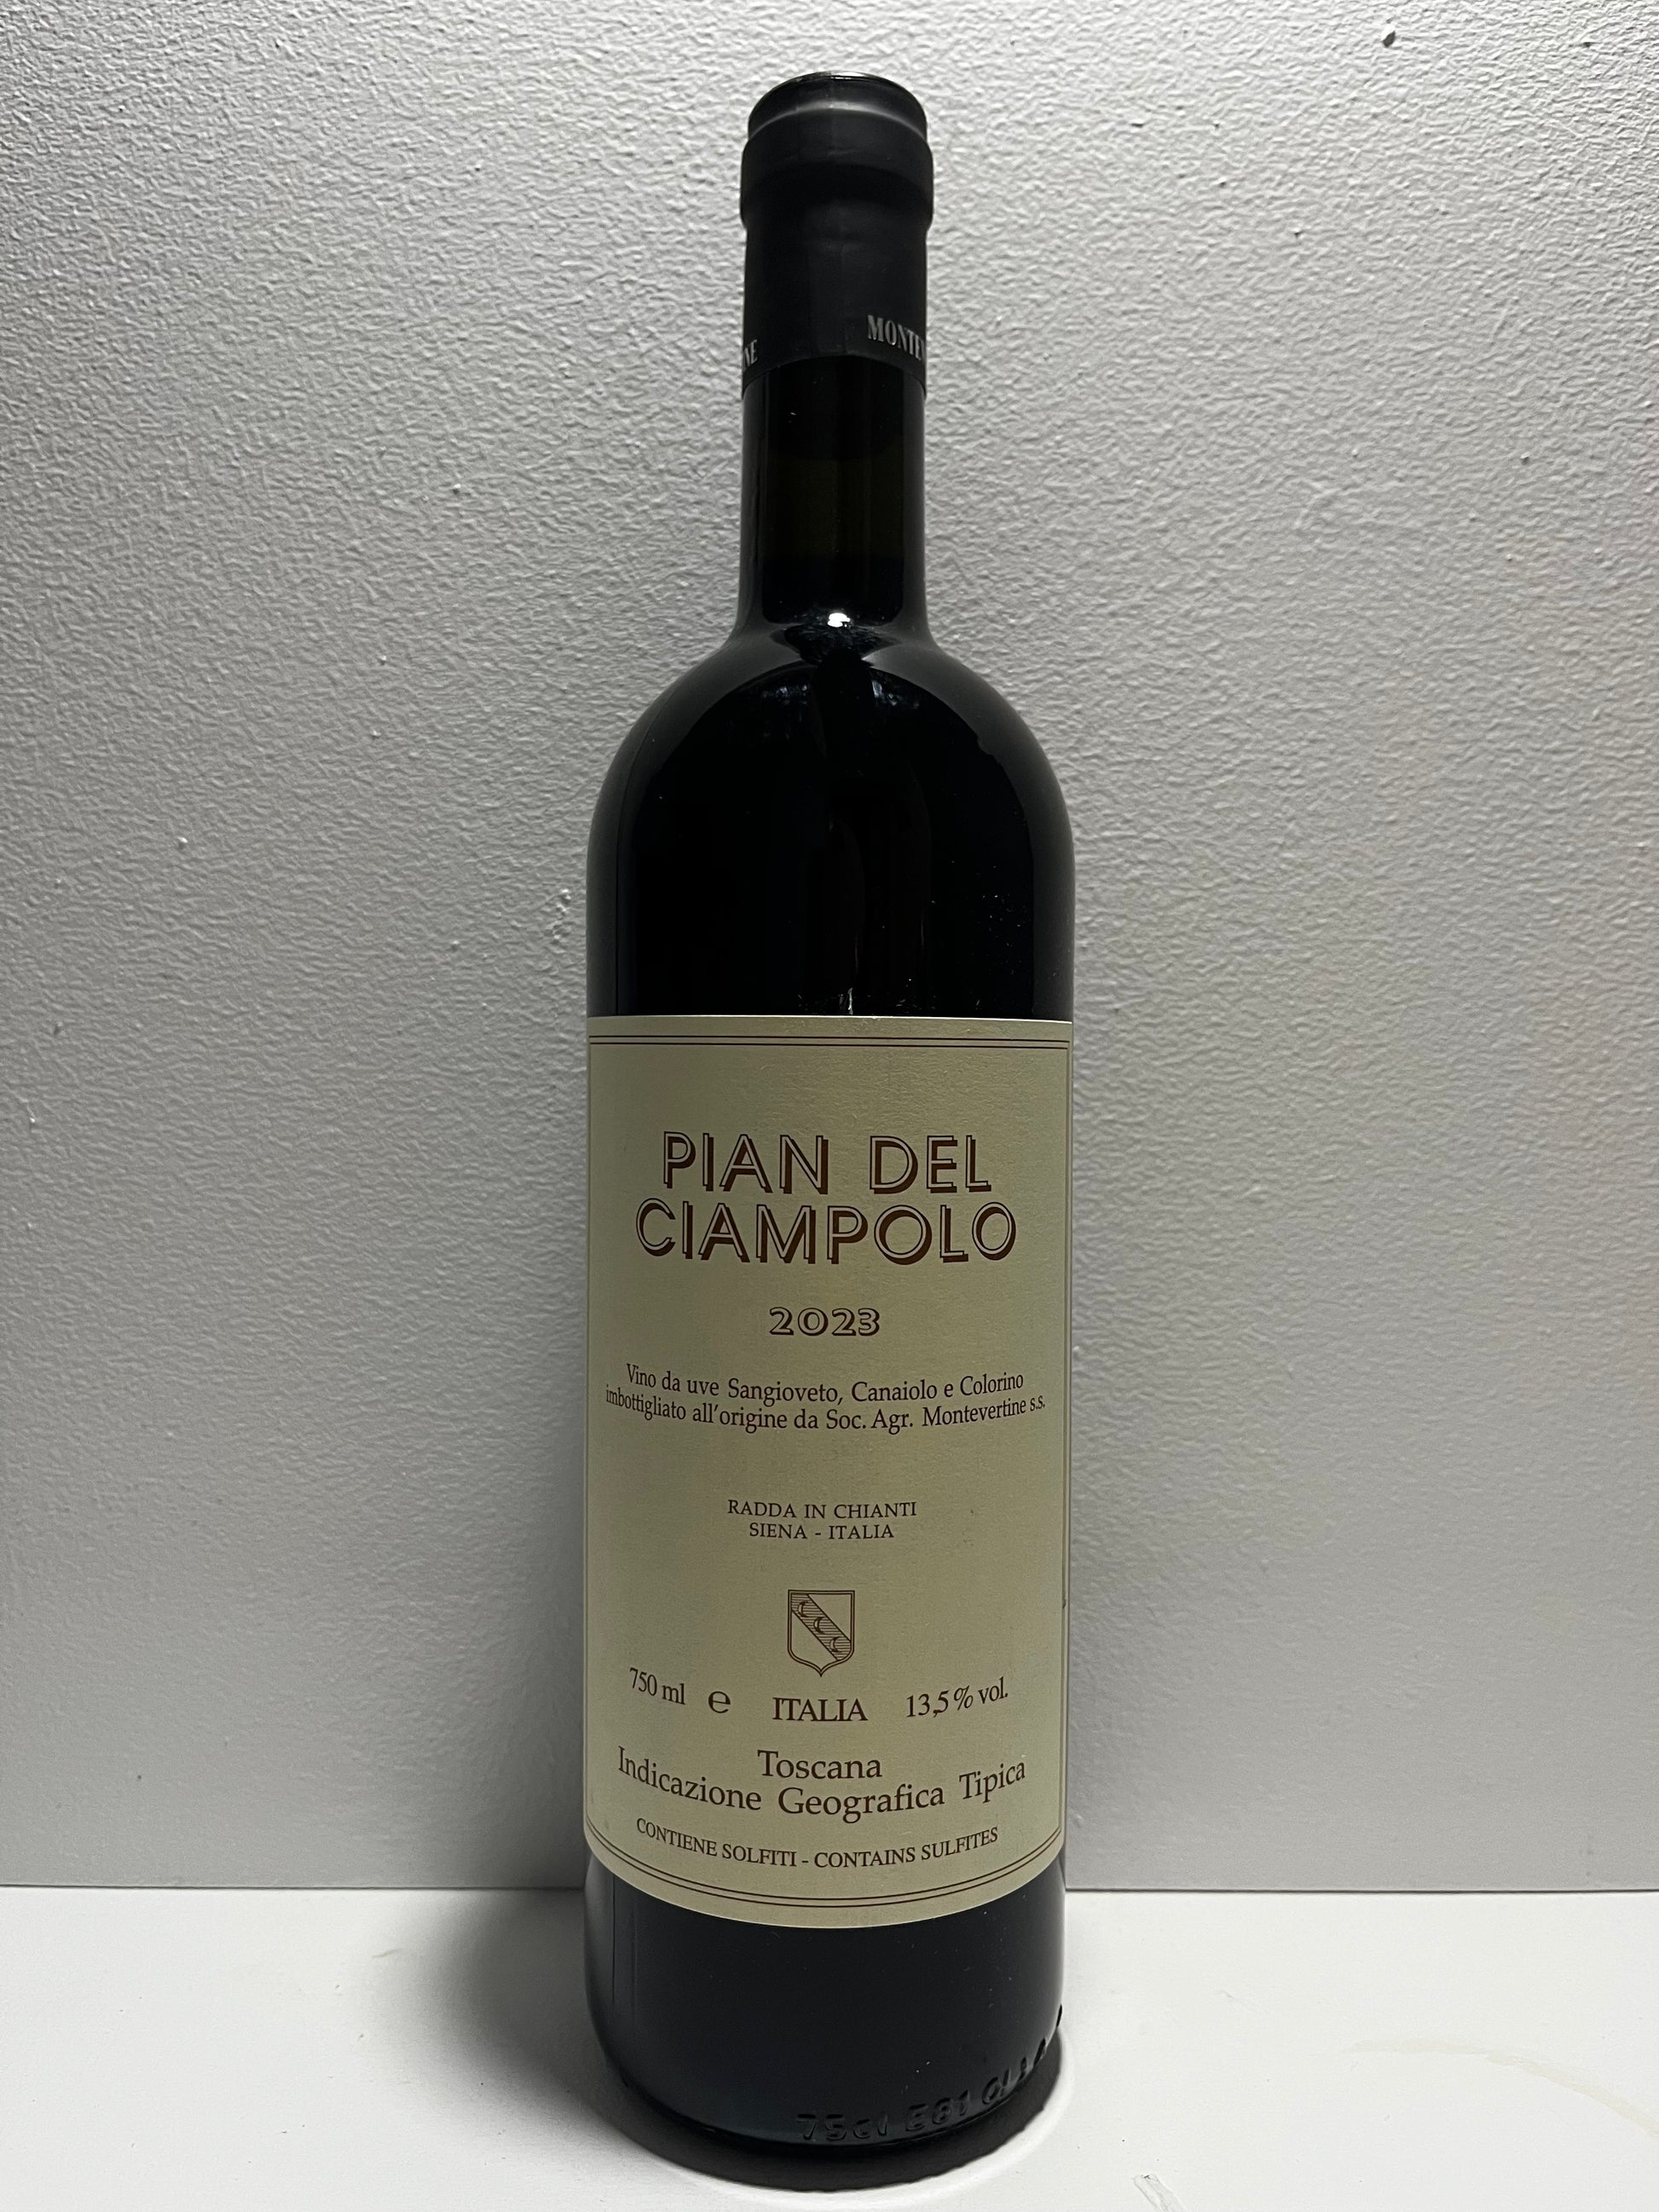 PIAN DEL
CIAMPOLO
2023
Vino da uve Sangioveto, Canaiolo e Colorino
imbottigliato all'origine da Soc. Agr. Montevertine s.s.
RADDA IN CHIANTI
SIENA - ITALIA
750 ml e ITALIA 13,5% vol.
Toscana
Indicazione Geografica Tipica
CONTIENE SOLFITI - CONTAINS SULFITES
75cl